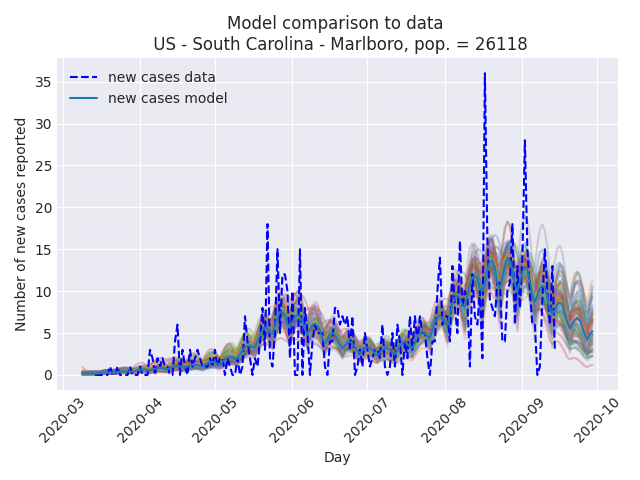 Model comparison to data
US - South Carolina - Marlboro, pop. = 26118
new cases data
new cases model
Number of new cases reported
35
30
25
20
15
10
5
0
2020-03
2020-04
2020-05
2020-06
2020-07
2020-08
2020-09
2020-10
Day